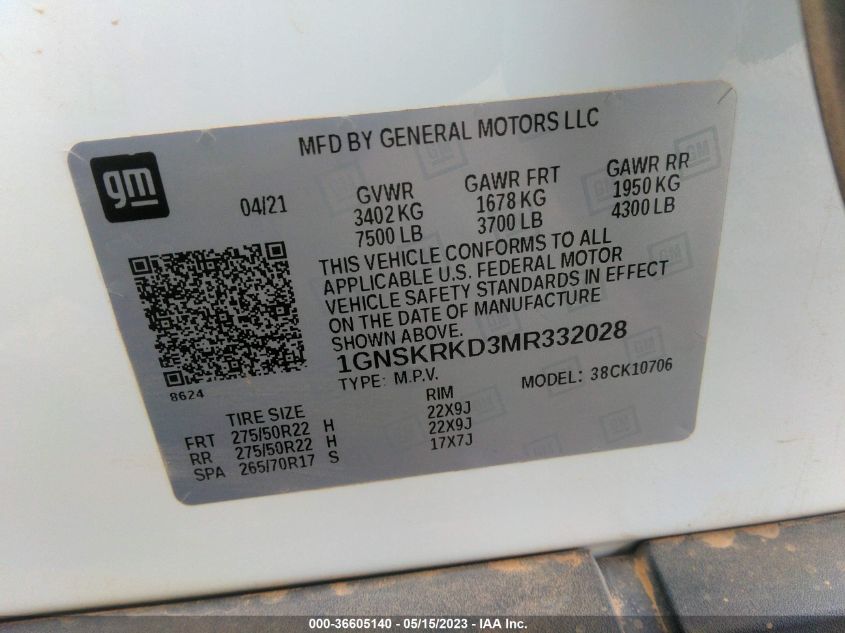 MFD BY GENERAL MOTORS LLC
gm
04/21
GVWR
3402 KG
7500 LB
GAWR FRT
1678 KG
3700 LB
GAWR RR
1950 KG
4300 LB
THIS VEHICLE CONFORMS TO ALL
APPLICABLE U.S. FEDERAL MOTOR
VEHICLE SAFETY STANDARDS IN EFFECT
ON THE DATE OF MANUFACTURE
SHOWN ABOVE.
1GNSKRKD3MR332028
TYPE: M.P.V.
MODEL: 38CK10706
8624
TIRE SIZE RIM
FRT 275/50R22 H 22X9J
RR 275/50R22 H 22X9J
SPA 265/70R17 S 17X7J
000-36605140 - 05/15/2023 - IAA Inc.